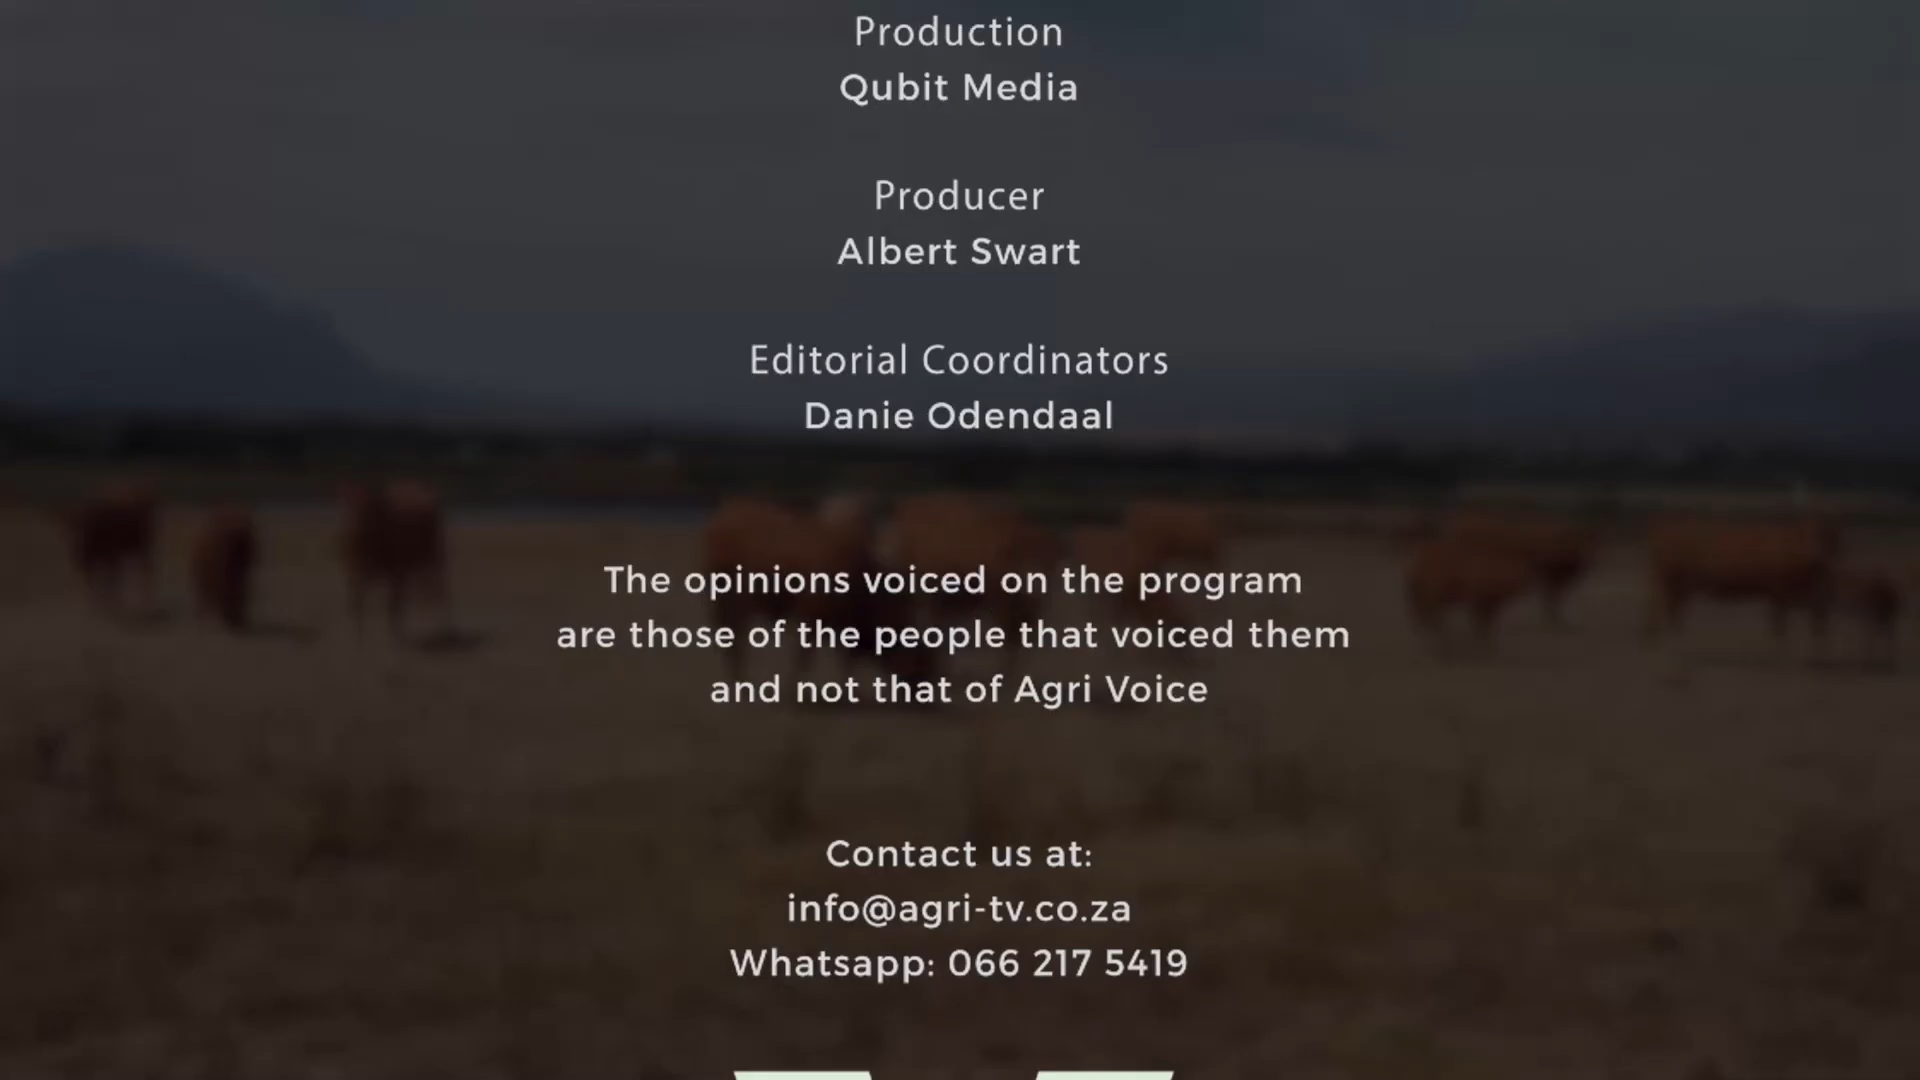 Production
Qubit Media
Producer
Albert Swart
Editorial Coordinators
Danie Odendaal
The opinions voiced on the program
are those of the people that voiced them
and not that of Agri Voice
Contact us at:
info@agri-tv.co.za
Whatsapp: 066 217 5419